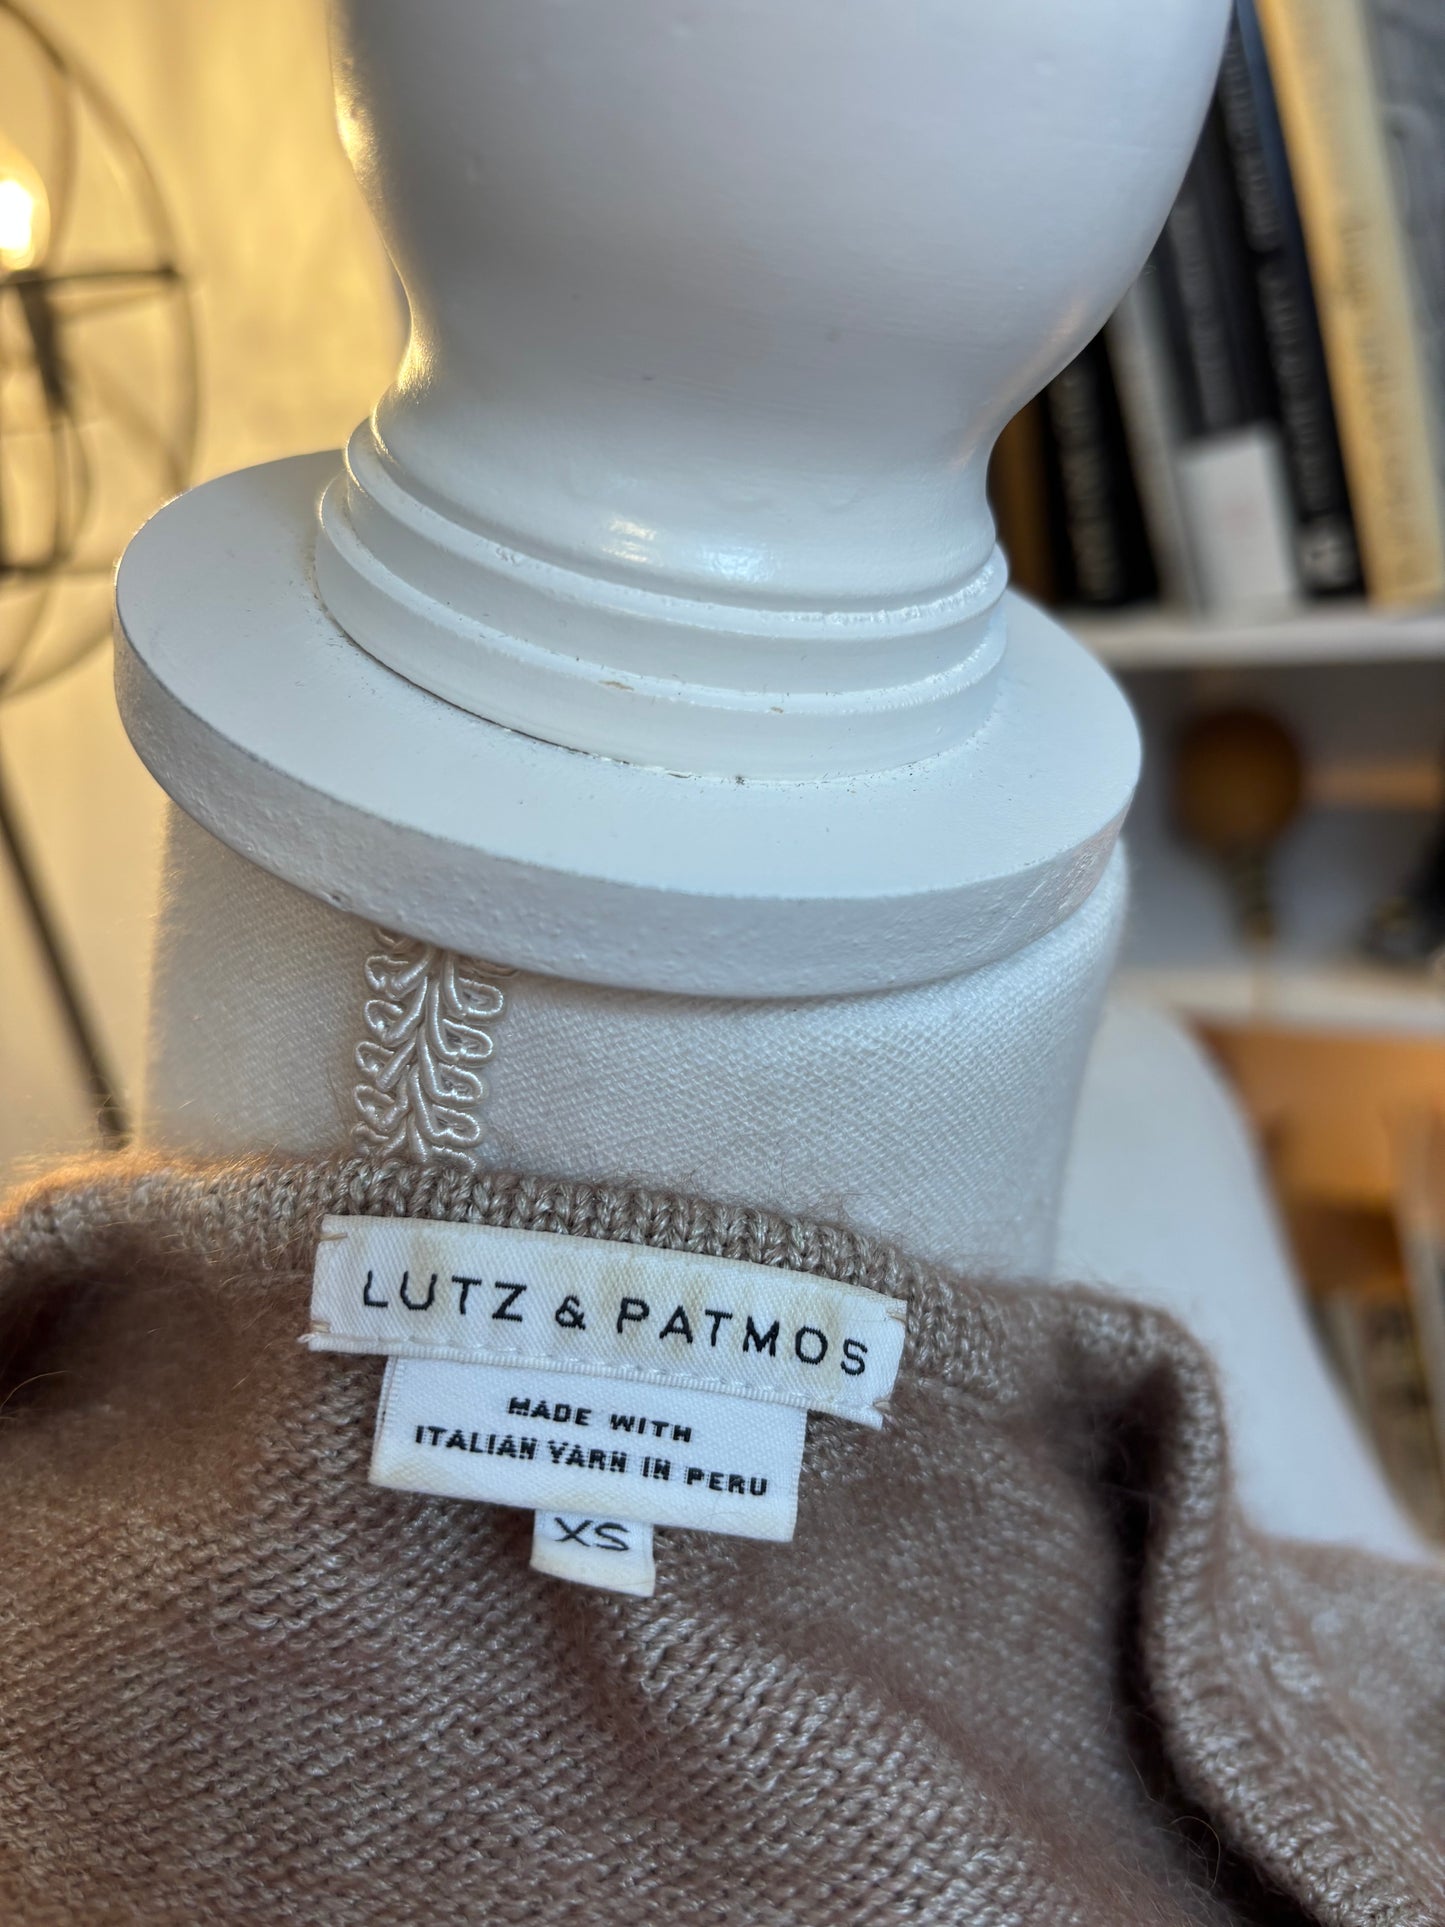 LUTZ & PATMOS
MADE WITH
ITALIAN YARN IN PERU
XS